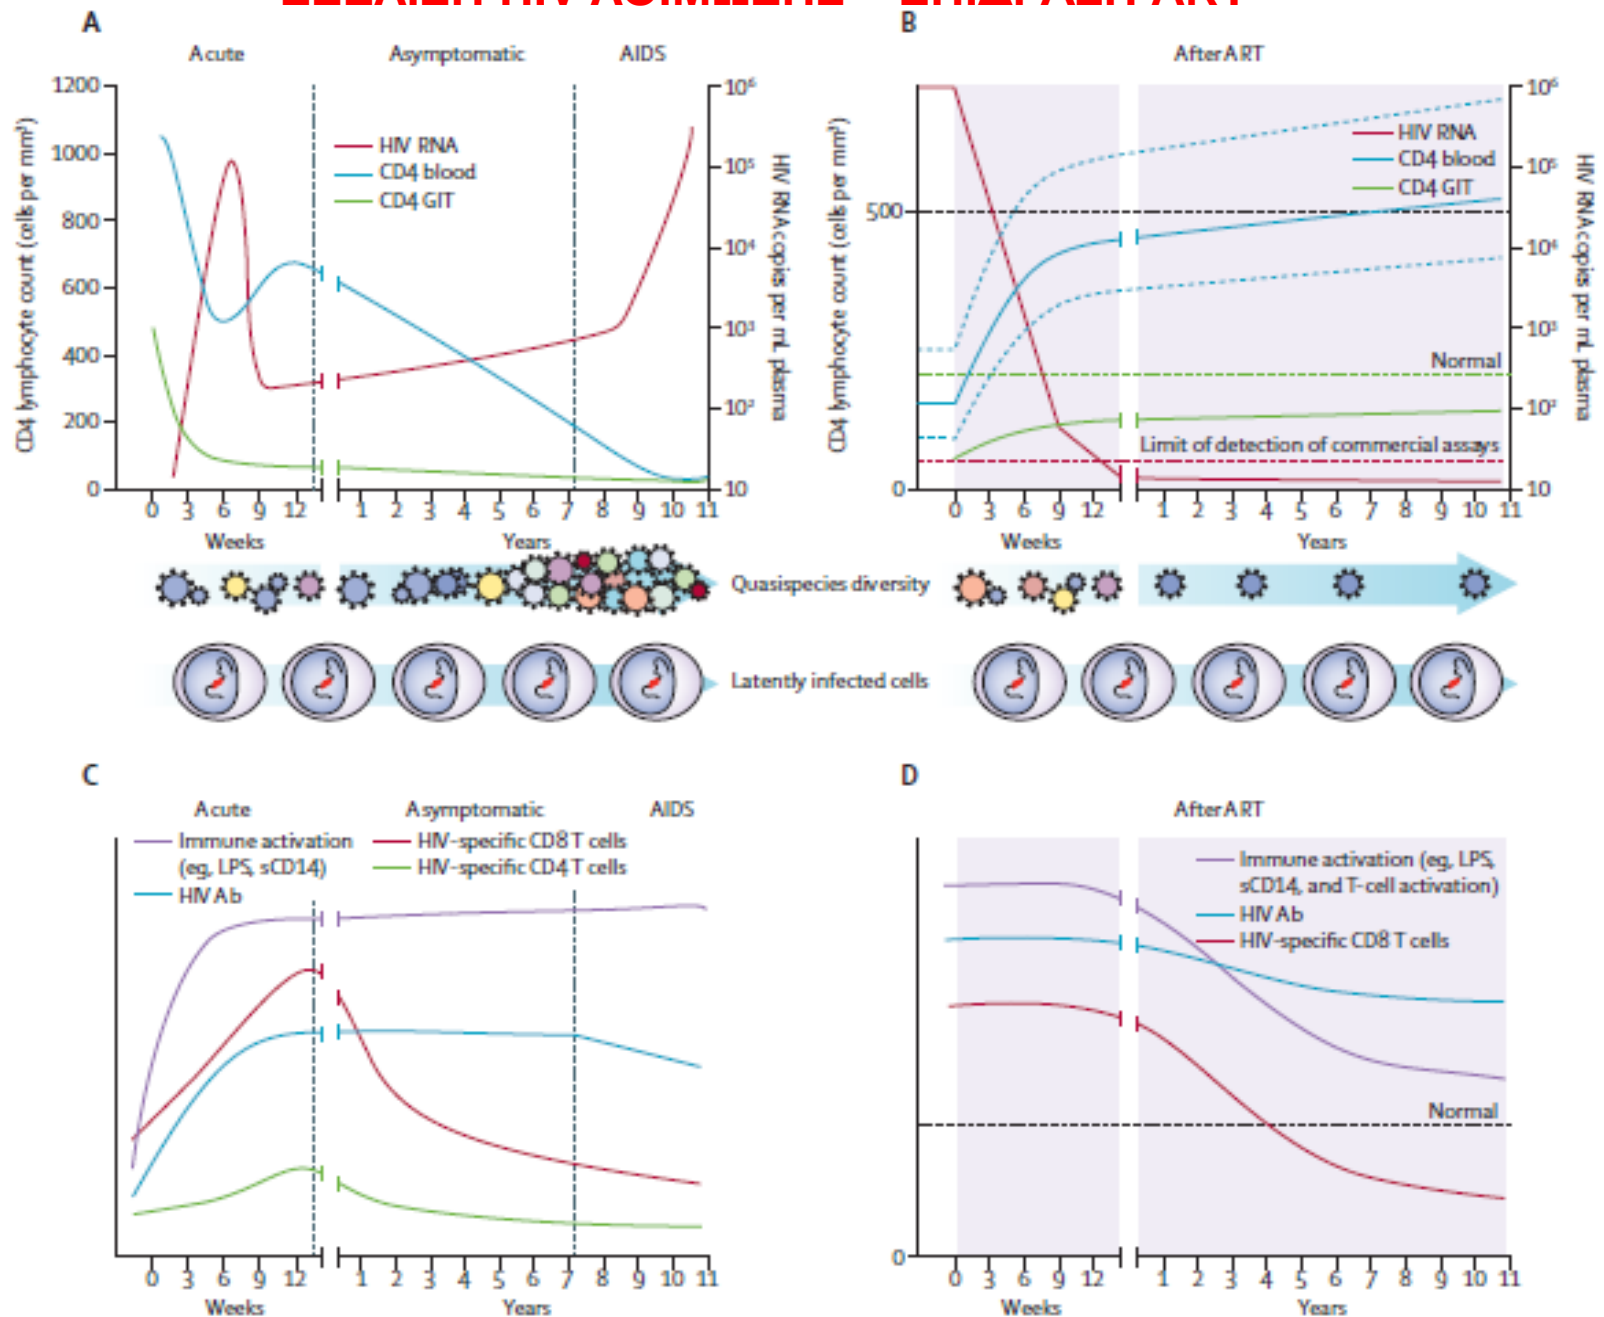 A
Acute
Asymptomatic
AIDS
1200
1000
800
600
400
200
0
CD4 lymphocyte count (cells per mm³)
HIV RNA
CD4 blood
CD4 GIT
10⁶
10⁵
10⁴
10³
10²
10
HIV RNA copies per mL plasma
0 3 6 9 12
1 2 3 4 5 6 7 8 9 10 11
Weeks
Years
B
After ART
500
0
CD4 lymphocyte count (cells per mm³)
HIV RNA
CD4 blood
CD4 GIT
Normal
Limit of detection of commercial assays
10⁶
10⁵
10⁴
10³
10²
10
HIV RNA copies per mL plasma
0 3 6 9 12
1 2 3 4 5 6 7 8 9 10 11
Weeks
Years
Quasispecies diversity
Latently infected cells
C
Acute
Asymptomatic
AIDS
Immune activation
(eg, LPS, sCD14)
HIV Ab
HIV-specific CD8 T cells
HIV-specific CD4 T cells
0 3 6 9 12
1 2 3 4 5 6 7 8 9 10 11
Weeks
Years
D
After ART
Immune activation (eg, LPS,
sCD14, and T-cell activation)
HIV Ab
HIV-specific CD8 T cells
Normal
0
0 3 6 9 12
1 2 3 4 5 6 7 8 9 10 11
Weeks
Years